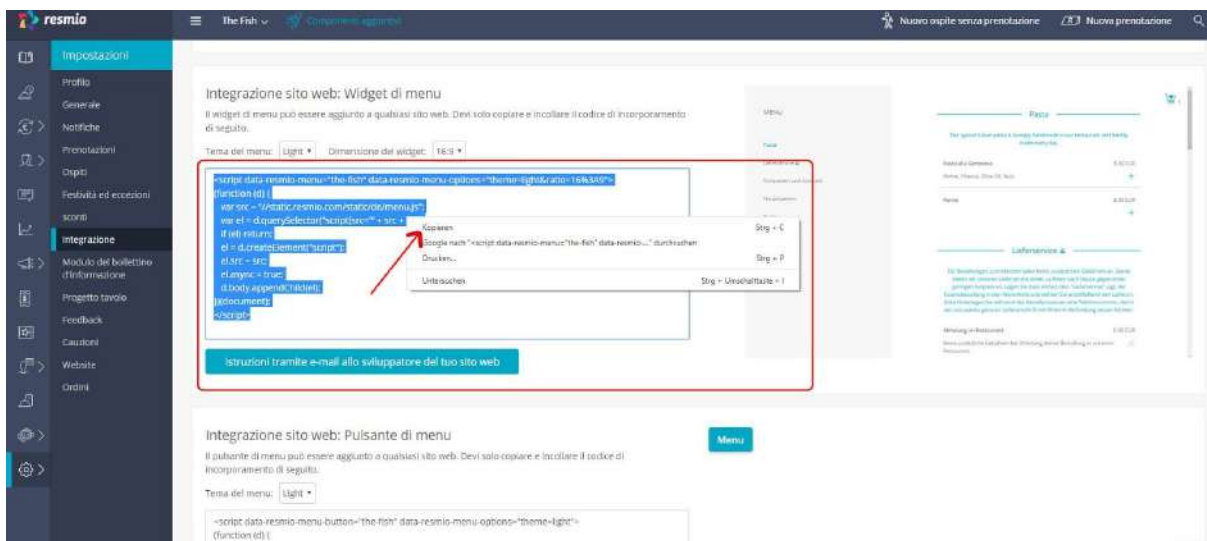 resmio
The Fish
Componenti aggiuntivi
Nuovo ospite senza prenotazione
Nuova prenotazione
Impostazioni
Profilo
Generale
Notifiche
Prenotazioni
Ospiti
Festività ed eccezioni
sconti
Integrazione
Modulo del bollettino
d'informazione
Progetto tavolo
Feedback
Cauzioni
Website
Ordini
Integrazione sito web: Widget di menu
Il widget di menu può essere aggiunto a qualsiasi sito web. Devi solo copiare e incollare il codice di incorporamento
di seguito.
Tema del menu: Light Dimensione del widget: 16:9
<script data-resmio-menu="the-fish" data-resmio-menu-options="theme=light&ratio=16%3A9">
(function (d) {
var src = "//static.resmio.com/static/de/menu.js";
var el = d.querySelector("script[src='" + src +
if (el) return;
el = d.createElement("script");
el.src = src;
el.async = true;
d.body.appendChild(el);
})(document);
</script>
Kopieren Strg + C
Google nach "<script data-resmio-menu="the-fish" data-resmio-..." durchsuchen
Drucken... Strg + P
Untersuchen Strg + Umschalttaste + I
Istruzioni tramite e-mail allo sviluppatore del tuo sito web
MENU
Pasta
Pasta
Lieferservice
Integrazione sito web: Pulsante di menu
Il pulsante di menu può essere aggiunto a qualsiasi sito web. Devi solo copiare e incollare il codice di
incorporamento di seguito.
Tema del menu: Light
<script data-resmio-menu-button="the-fish" data-resmio-menu-options="theme=light">
(function (d) {
Menu